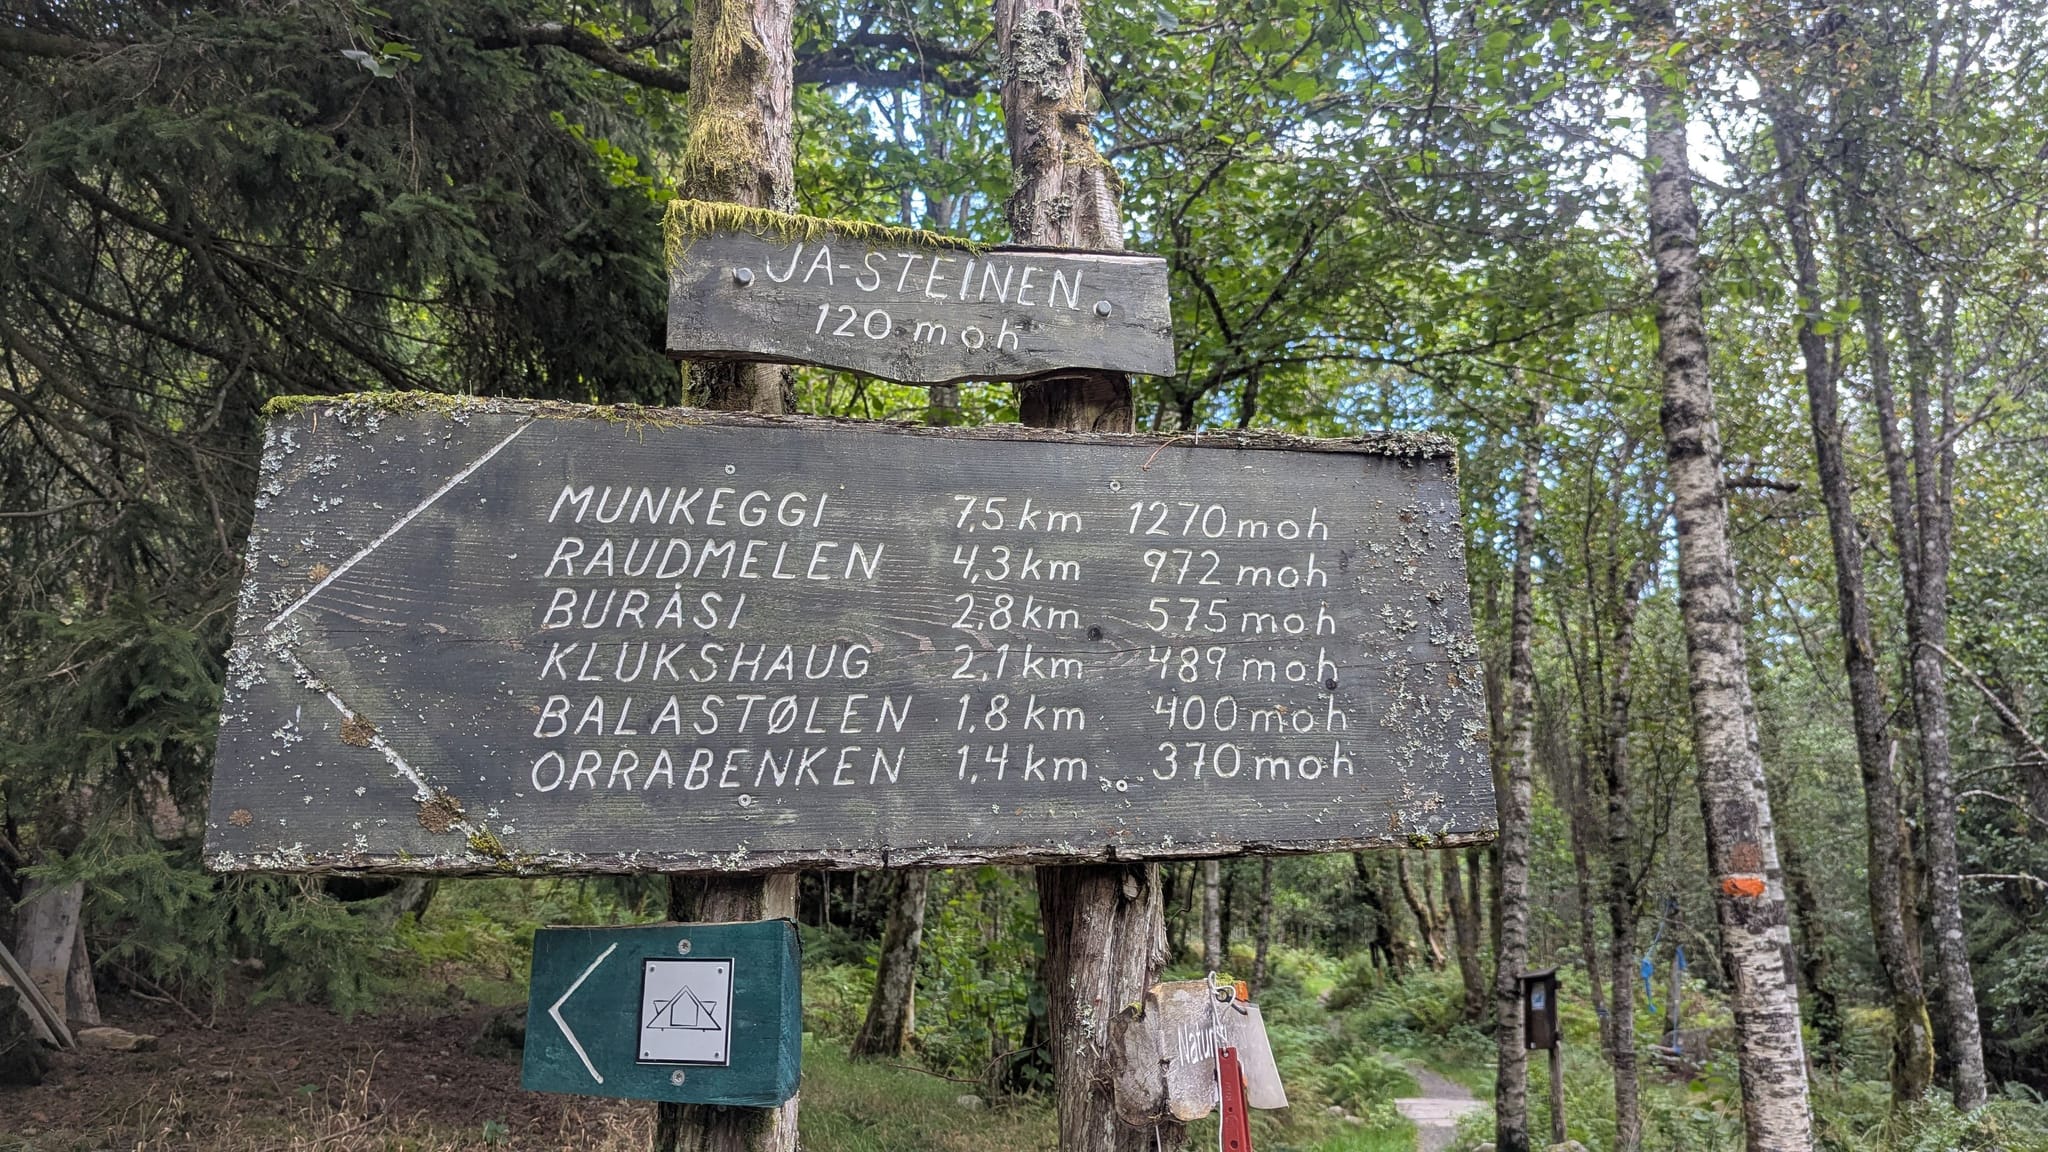 JA-STEINEN
120 moh
MUNKEGGI 7,5 km 1270 moh
RAUDMELEN 4,3 km 972 moh
BURÅSI 2,8 km 575 moh
KLUKSHAUG 2,1 km 489 moh
BALASTØLEN 1,8 km 400 moh
ORRABENKEN 1,4 km 370 moh